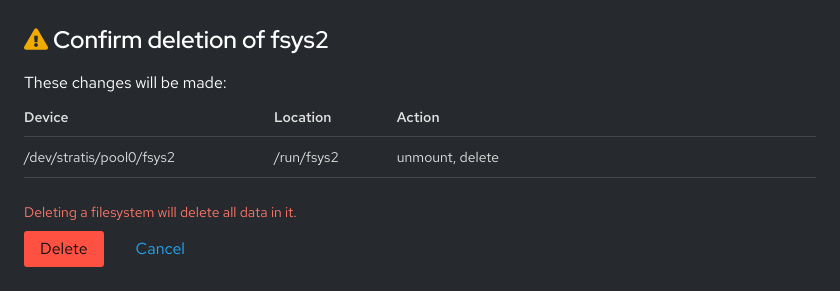 Confirm deletion of fsys2
These changes will be made:
Device Location Action
/dev/stratis/pool0/fsys2 /run/fsys2 unmount, delete
Deleting a filesystem will delete all data in it.
Delete Cancel